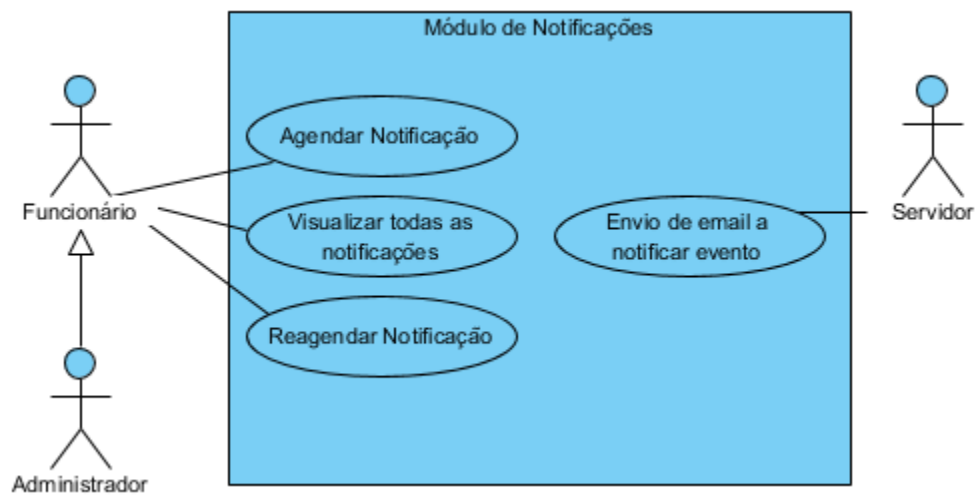 Módulo de Notificações
Agendar Notificação
Funcionário
Visualizar todas as
notificações
Envio de email a
notificar evento
Servidor
Reagendar Notificação
Administrador